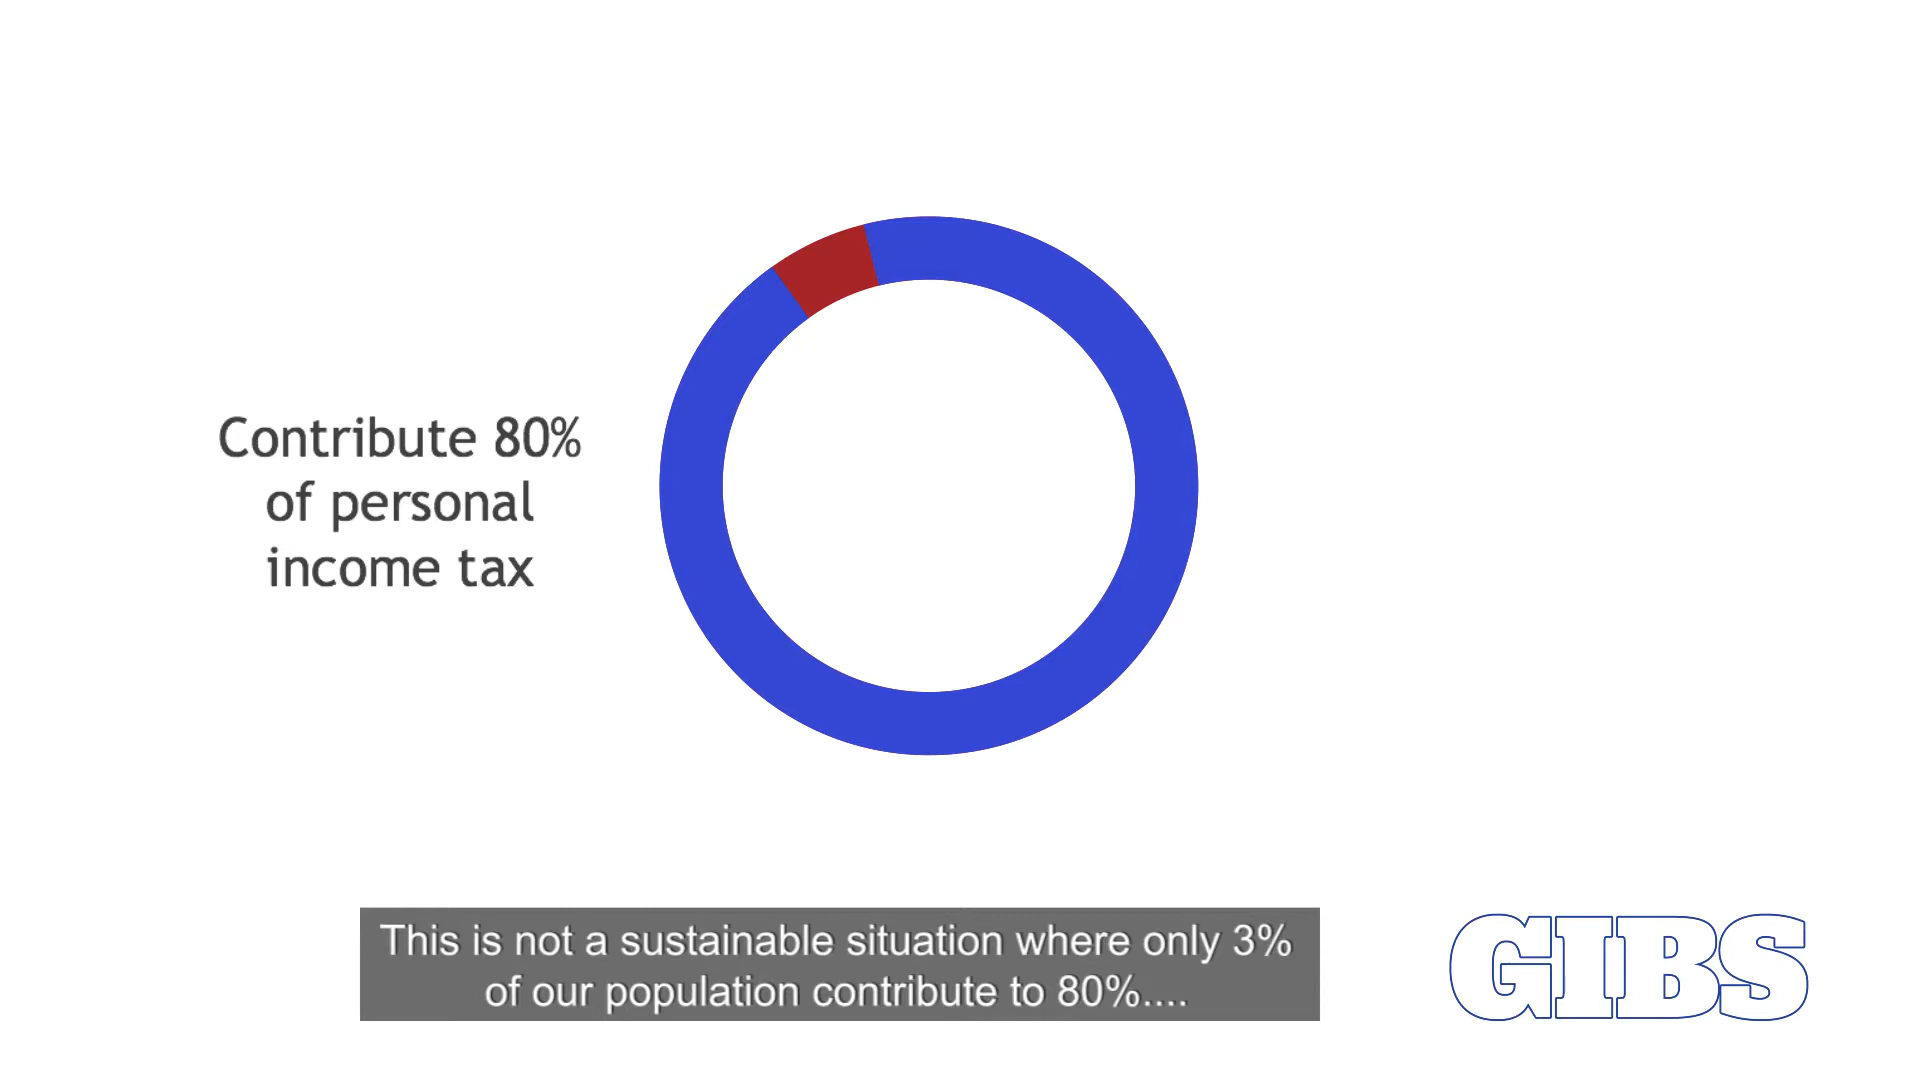 Contribute 80%
of personal
income tax
This is not a sustainable situation where only 3%
of our population contribute to 80%....
GIBS